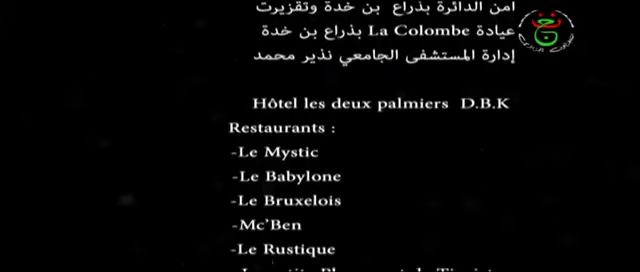 امن الدائرة بذراع بن خدة وتقزيرت
عيادة La Colombe بذراع بن خدة
إدارة المستشفى الجامعي نذير محمد
Hôtel les deux palmiers D.B.K
Restaurants :
-Le Mystic
-Le Babylone
-Le Bruxelois
-Mc'Ben
-Le Rustique